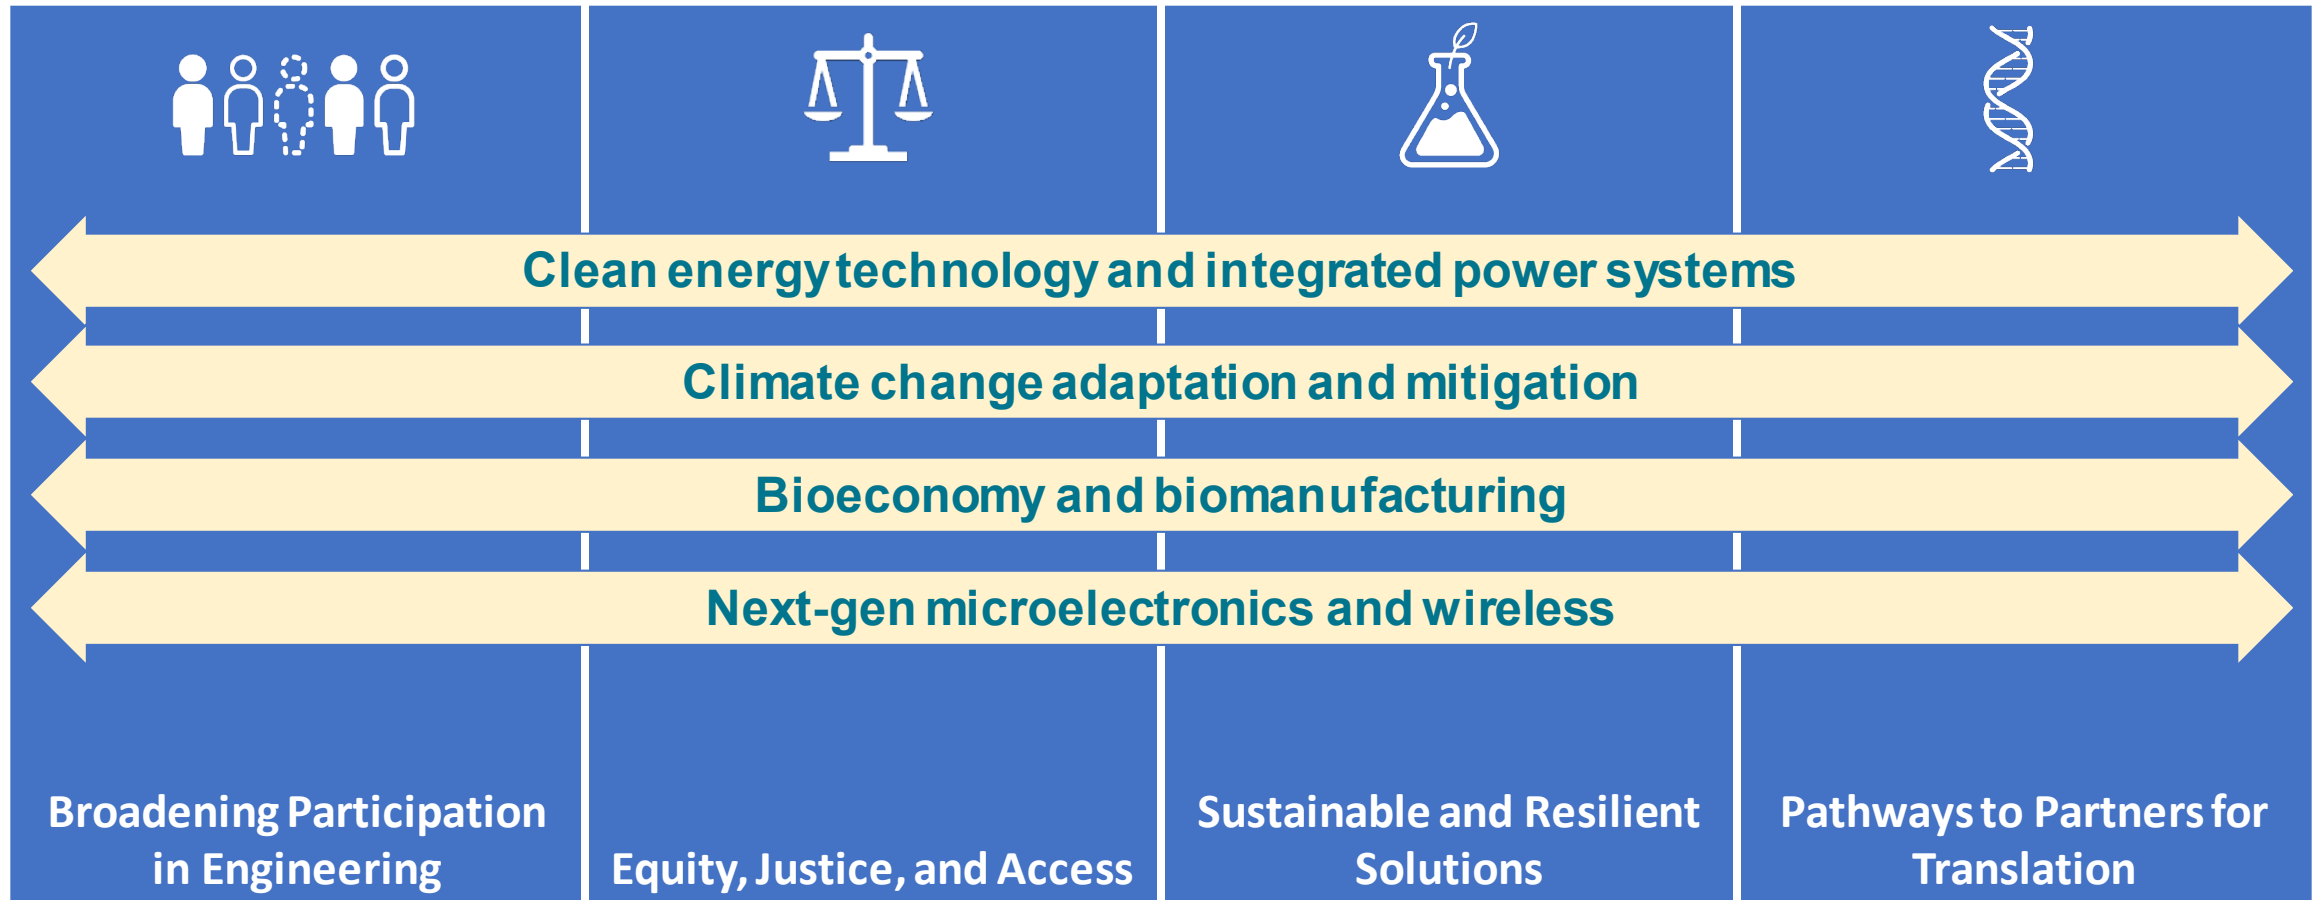 Clean energy technology and integrated power systems
Climate change adaptation and mitigation
Bioeconomy and biomanufacturing
Next-gen microelectronics and wireless
Broadening Participation
in Engineering
Equity, Justice, and Access
Sustainable and Resilient
Solutions
Pathways to Partners for
Translation